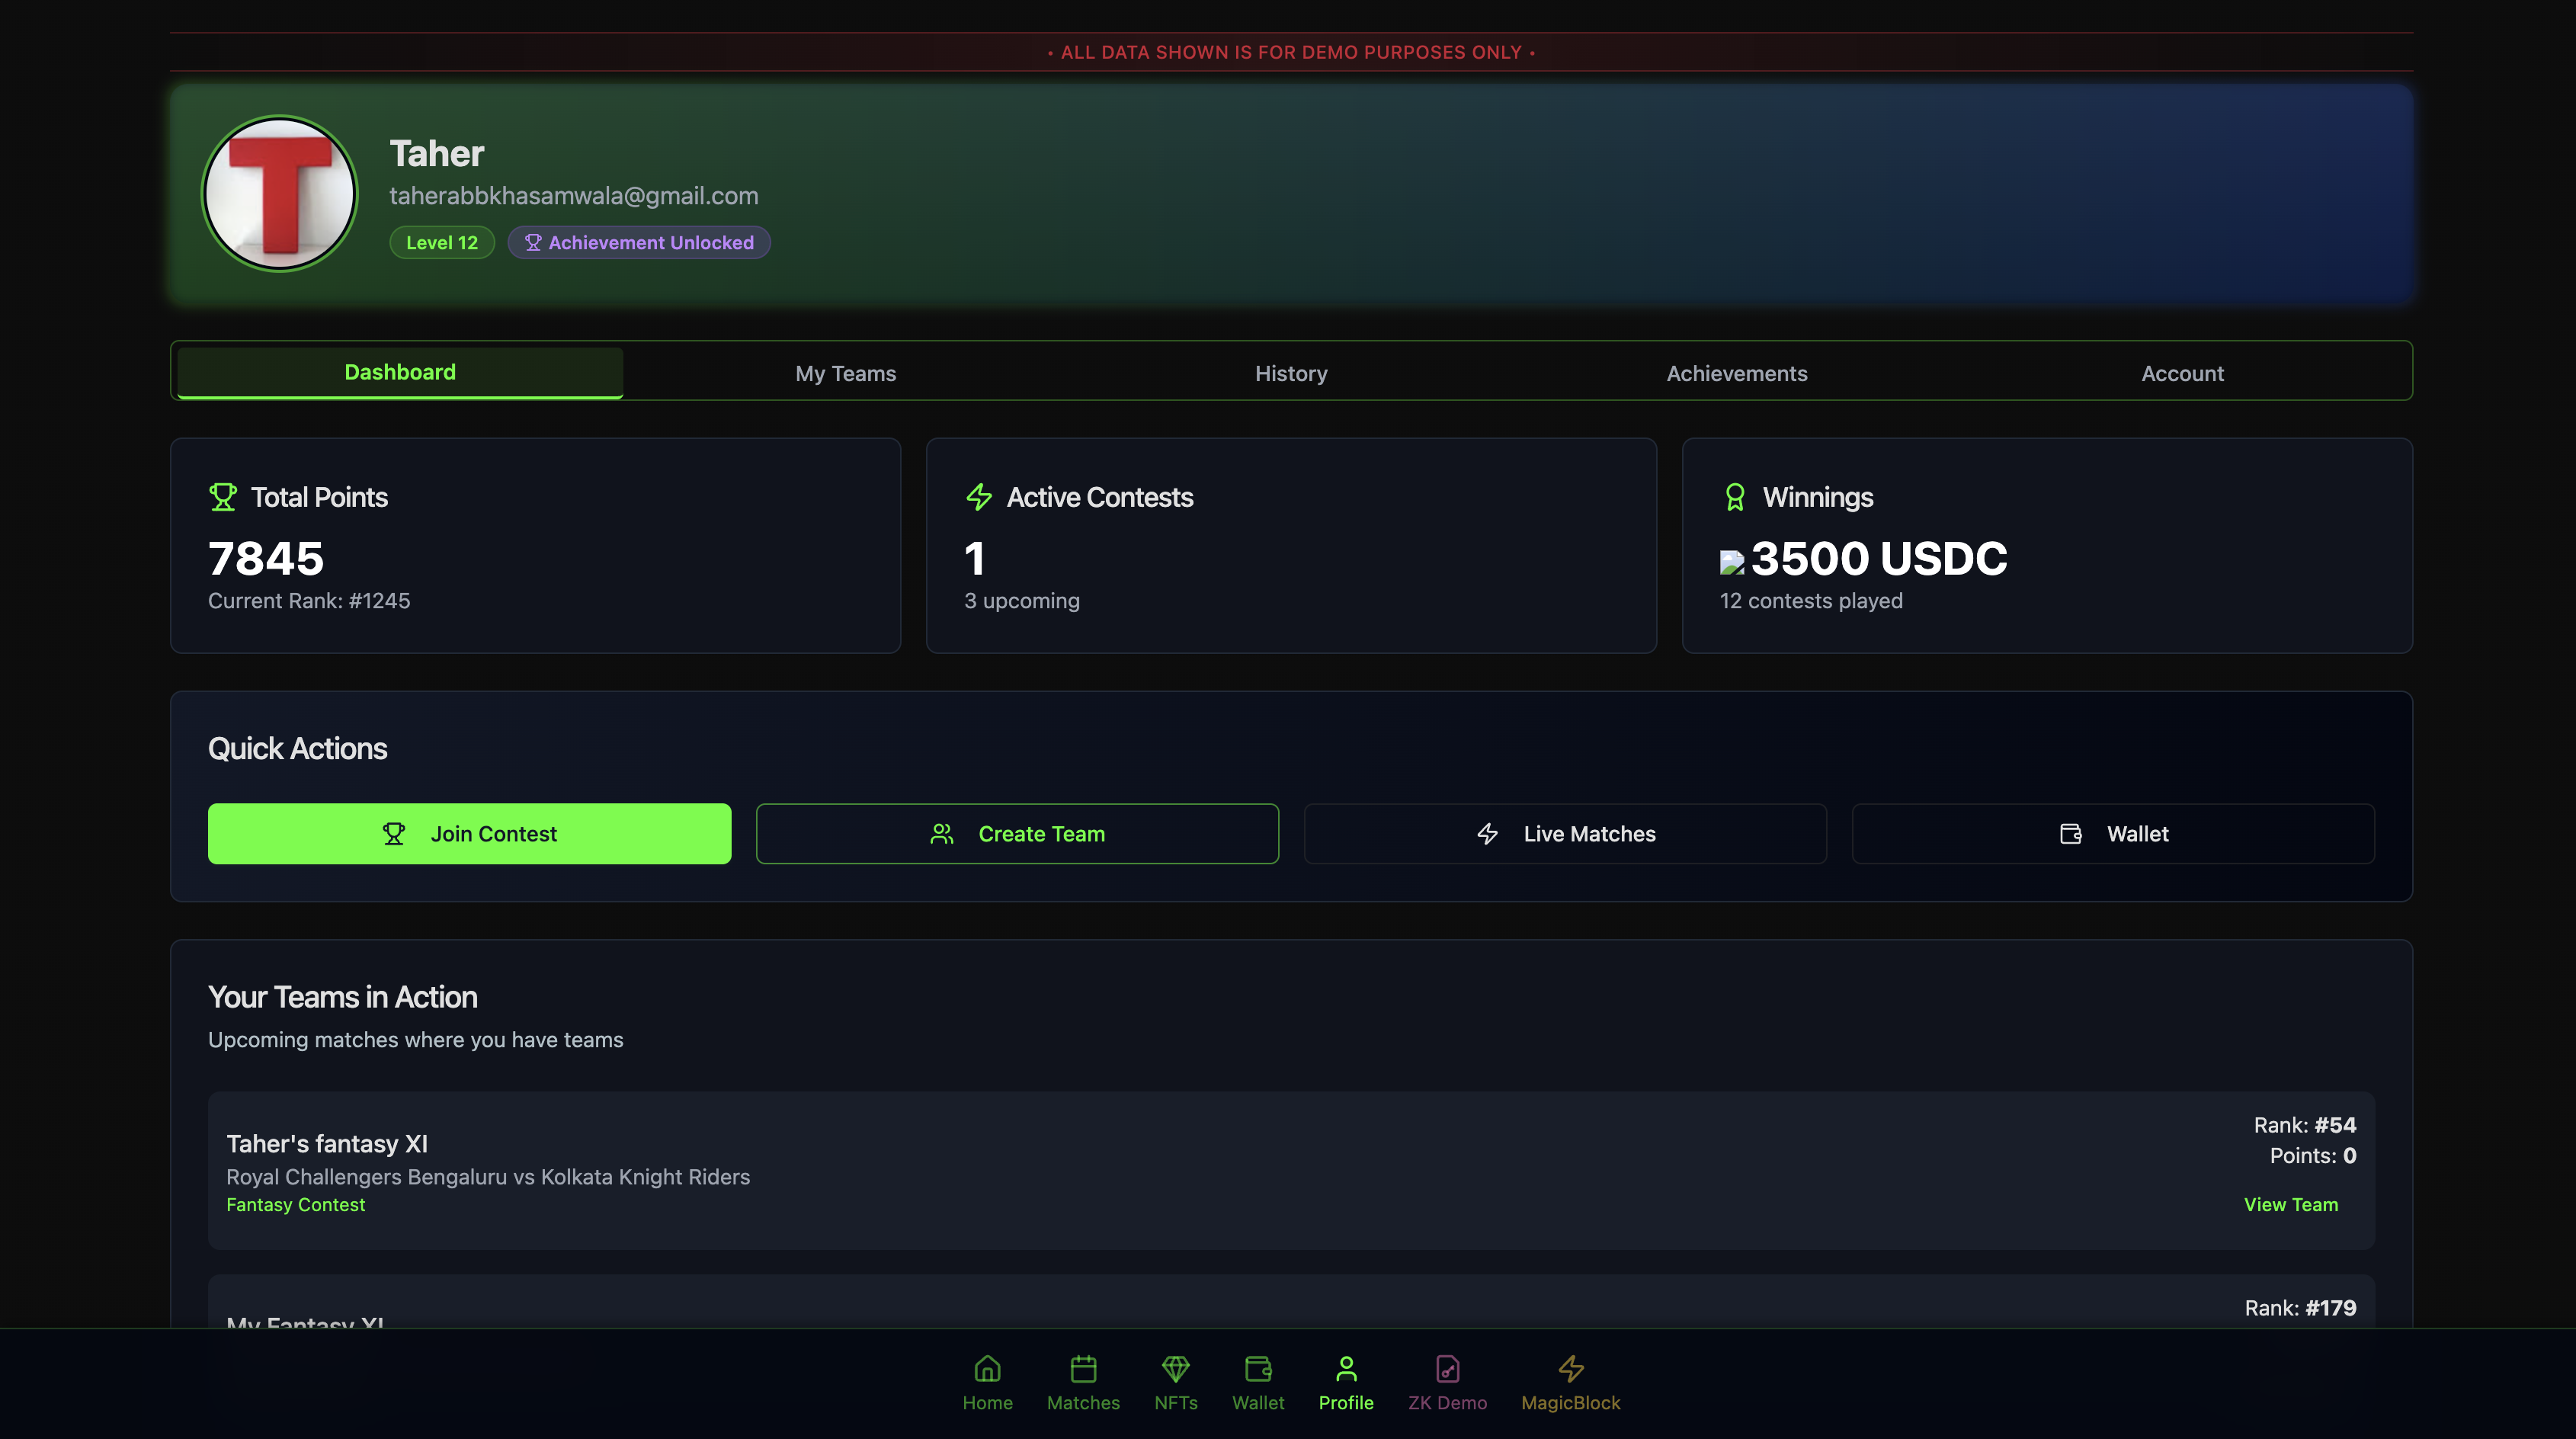 • ALL DATA SHOWN IS FOR DEMO PURPOSES ONLY •
T
Taher
taherabbkhasamwala@gmail.com
Level 12
Achievement Unlocked
Dashboard
My Teams
History
Achievements
Account
Total Points
7845
Current Rank: #1245
Active Contests
1
3 upcoming
Winnings
3500 USDC
12 contests played
Quick Actions
Join Contest
Create Team
Live Matches
Wallet
Your Teams in Action
Upcoming matches where you have teams
Taher's fantasy XI
Royal Challengers Bengaluru vs Kolkata Knight Riders
Fantasy Contest
Rank: #54
Points: 0
View Team
My Fantasy XI
Rank: #179
Home
Matches
NFTs
Wallet
Profile
ZK Demo
MagicBlock